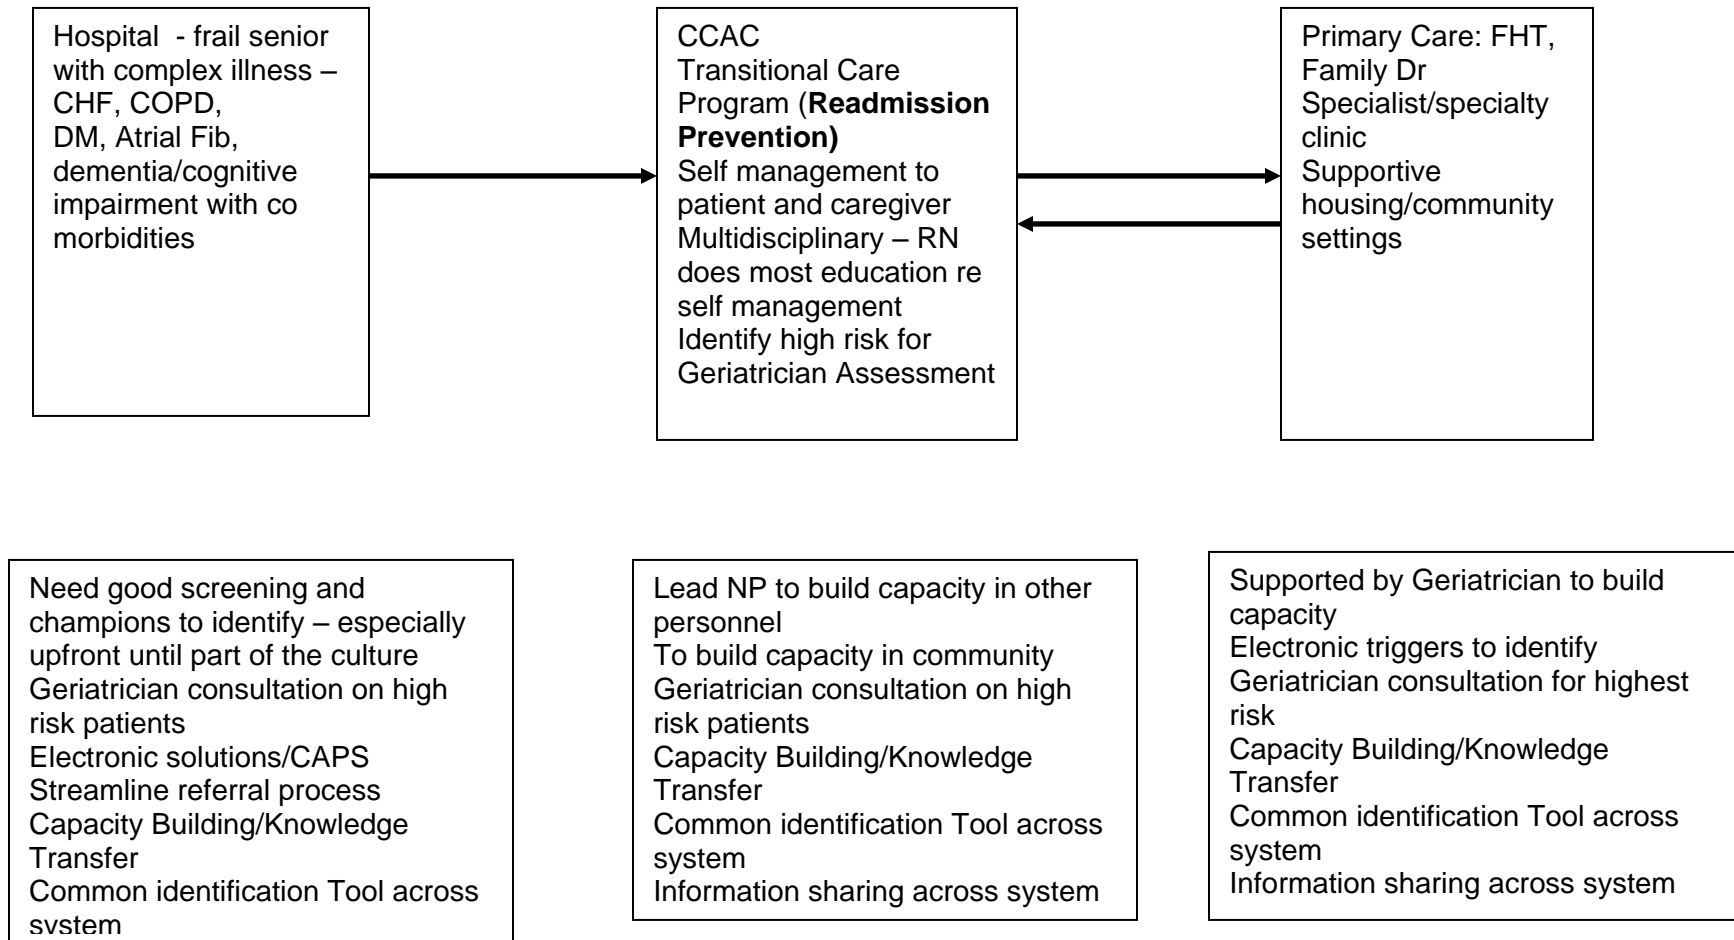 Hospital  - frail senior
with complex illness –
CHF, COPD,
DM, Atrial Fib,
dementia/cognitive
impairment with co
morbidities
CCAC
Transitional Care
Program (Readmission
Prevention)
Self management to
patient and caregiver
Multidisciplinary – RN
does most education re
self management
Identify high risk for
Geriatrician Assessment
Primary Care: FHT,
Family Dr
Specialist/specialty
clinic
Supportive
housing/community
settings
Need good screening and
champions to identify – especially
upfront until part of the culture
Geriatrician consultation on high
risk patients
Electronic solutions/CAPS
Streamline referral process
Capacity Building/Knowledge
Transfer
Common identification Tool across
system
Lead NP to build capacity in other
personnel
To build capacity in community
Geriatrician consultation on high
risk patients
Capacity Building/Knowledge
Transfer
Common identification Tool across
system
Information sharing across system
Supported by Geriatrician to build
capacity
Electronic triggers to identify
Geriatrician consultation for highest
risk
Capacity Building/Knowledge
Transfer
Common identification Tool across
system
Information sharing across system